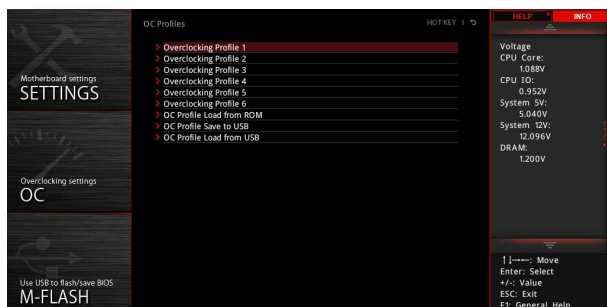 OC Profiles
HOT KEY
HELP
INFO
Motherboard settings
SETTINGS
Overclocking settings
OC
Use USB to flash/save BIOS
M-FLASH
> Overclocking Profile 1
> Overclocking Profile 2
> Overclocking Profile 3
> Overclocking Profile 4
> Overclocking Profile 5
> Overclocking Profile 6
> OC Profile Load from ROM
> OC Profile Save to USB
> OC Profile Load from USB
Voltage
CPU Core:
1.088V
CPU IO:
0.952V
System 5V:
5.040V
System 12V:
12.096V
DRAM:
1.200V
↑↓→←: Move
Enter: Select
+/-: Value
ESC: Exit
F1: General Help